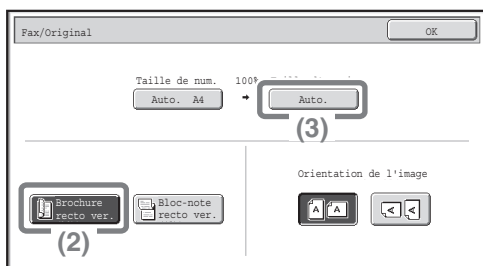 Fax/Original
OK
Taille de num. 100%
Auto. A4
Auto.
(3)
Brochure
recto ver.
Bloc-note
recto ver.
(2)
Orientation de l'image
A A
A A